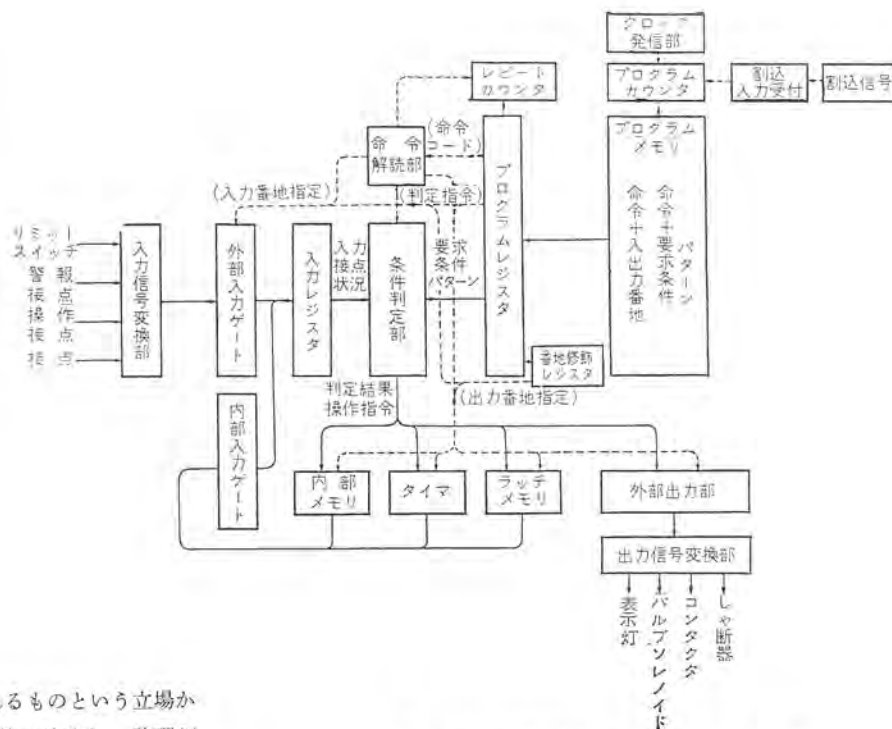 クロック
発信部
レピート
カウンタ
プログラム
カウンタ
割込
入力受付
割込信号
(命令
コード)
命令
解読部
プログラム
メモリ
命令+要求条件
パターン
命令+入出力番地
(入力番地指定)
(判定指令)
プログラムレジスタ
リミット
スイッチ
警報
接点
操作
接点
接点
入力信号変換部
外部入力ゲート
入力レジスタ
入力
接点
状況
条件判定部
要求
条件
パターン
番地修飾
レジスタ
(出力番地指定)
判定結果
操作指令
内部入力ゲート
内部
メモリ
タイマ
ラッチ
メモリ
外部出力部
出力信号変換部
表示灯
バルブソレノイド
コンタクタ
しゃ断器
るものという立場か